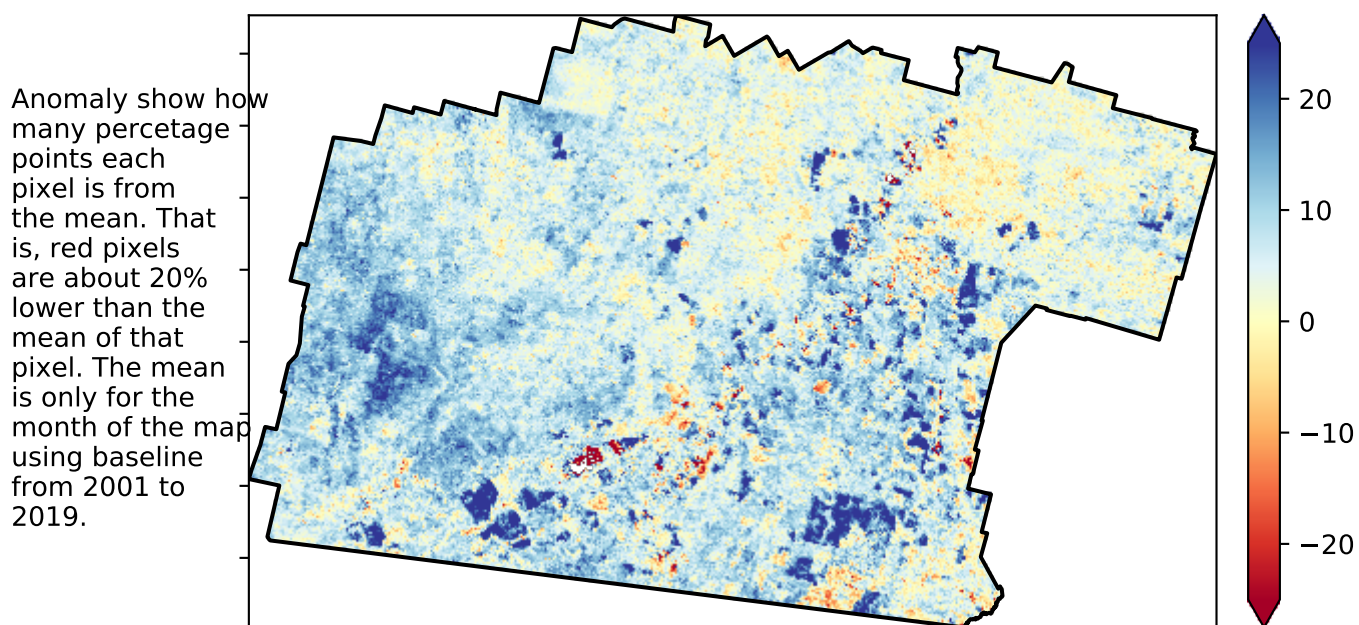 Anomaly show how
many percetage
points each
pixel is from
the mean. That
is, red pixels
are about 20%
lower than the
mean of that
pixel. The mean
is only for the
month of the map
using baseline
from 2001 to
2019.
20
10
0
−10
−20